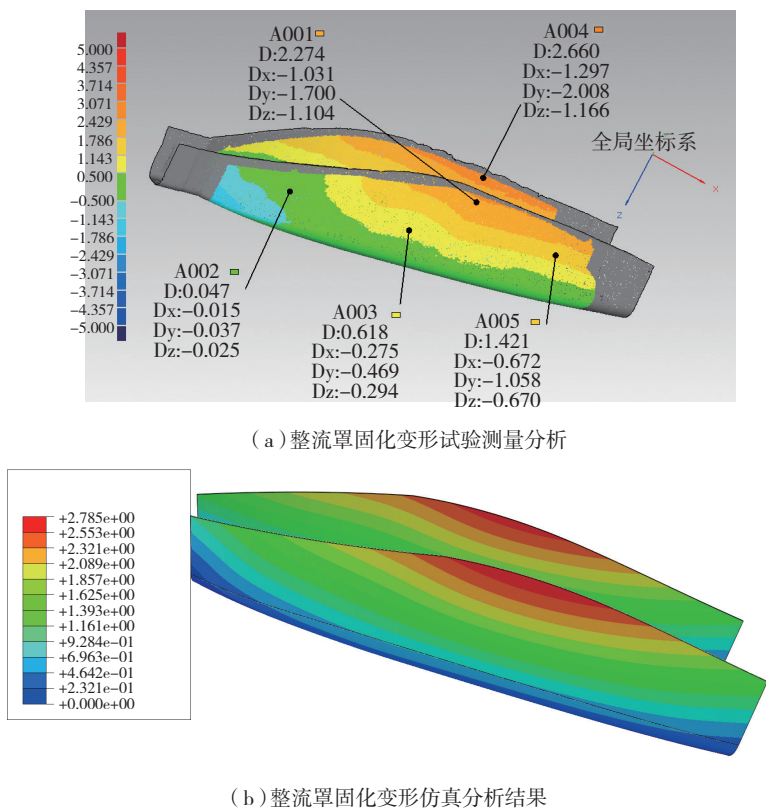 A001
D:2.274
Dx:−1.031
Dy:−1.700
Dz:−1.104
A004
D:2.660
Dx:−1.297
Dy:−2.008
Dz:−1.166
5.000
4.357
3.714
3.071
2.429
1.786
1.143
0.500
−0.500
−1.143
−1.786
−2.429
−3.071
−3.714
−4.357
−5.000
全局坐标系
x
z
A002
D:0.047
Dx:−0.015
Dy:−0.037
Dz:−0.025
A003
D:0.618
Dx:−0.275
Dy:−0.469
Dz:−0.294
A005
D:1.421
Dx:−0.672
Dy:−1.058
Dz:−0.670
(a)整流罩固化变形试验测量分析
+2.785e+00
+2.553e+00
+2.321e+00
+2.089e+00
+1.857e+00
+1.625e+00
+1.393e+00
+1.161e+00
+9.284e−01
+6.963e−01
+4.642e−01
+2.321e−01
+0.000e+00
(b)整流罩固化变形仿真分析结果